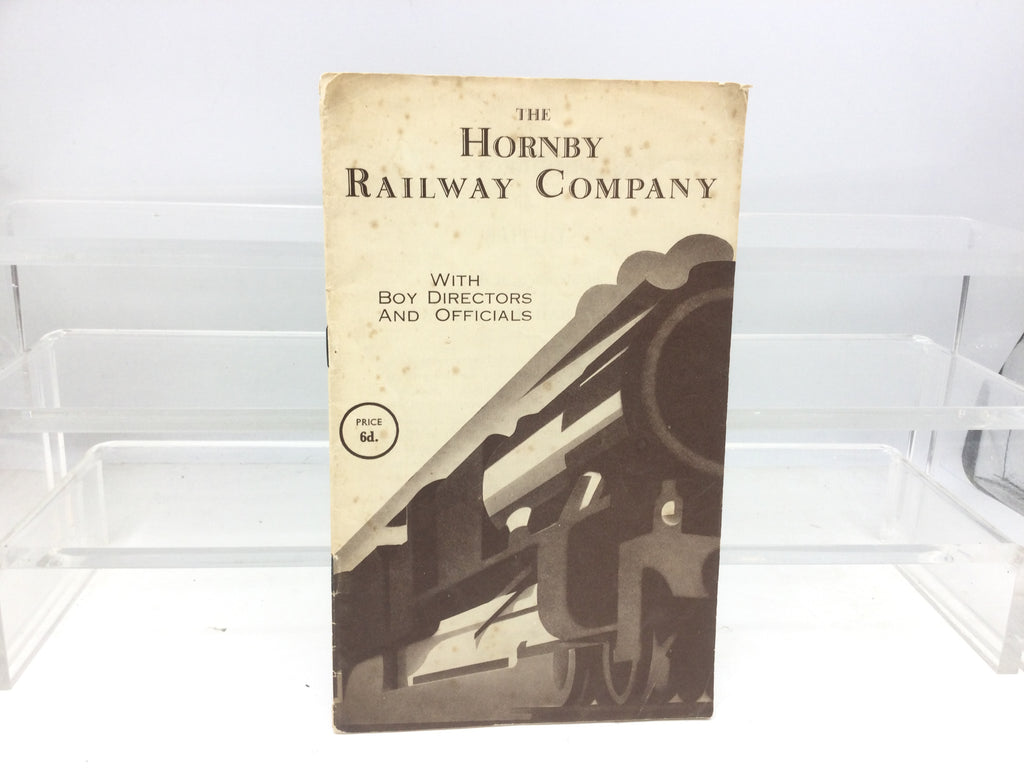 THE
HORNBY
RAILWAY COMPANY
WITH
BOY DIRECTORS
AND OFFICIALS
PRICE
6d.